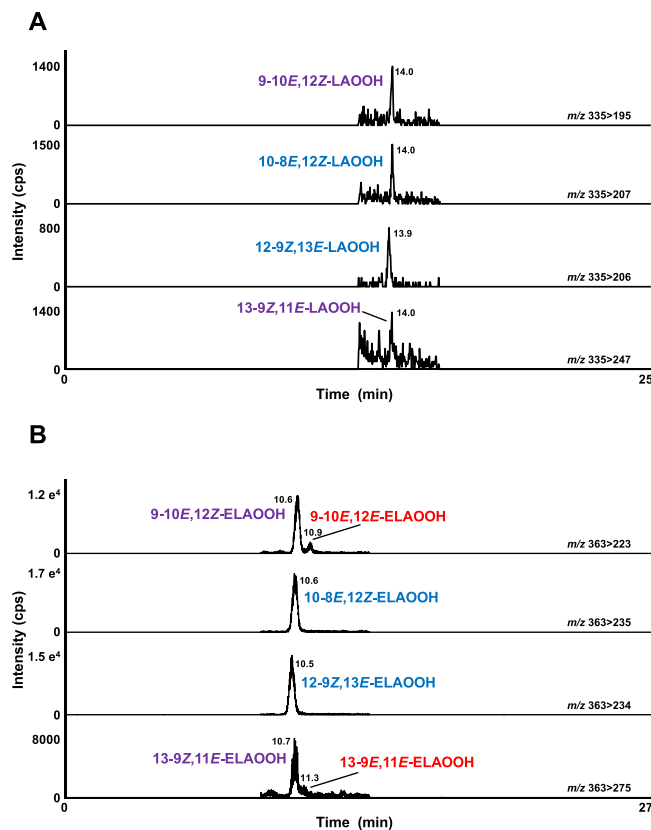 A
1400
9-10E,12Z-LAOOH
14.0
0
m/z 335>195
1500
10-8E,12Z-LAOOH
14.0
0
m/z 335>207
800
12-9Z,13E-LAOOH
13.9
0
m/z 335>206
1400
13-9Z,11E-LAOOH
14.0
0
m/z 335>247
0
25
Time (min)
Intensity (cps)
B
1.2 e⁴
9-10E,12Z-ELAOOH
10.6
9-10E,12E-ELAOOH
10.9
0
m/z 363>223
1.7 e⁴
10.6
10-8E,12Z-ELAOOH
0
m/z 363>235
1.5 e⁴
10.5
12-9Z,13E-ELAOOH
0
m/z 363>234
8000
13-9Z,11E-ELAOOH
10.7
13-9E,11E-ELAOOH
11.3
0
m/z 363>275
0
27
Time (min)
Intensity (cps)